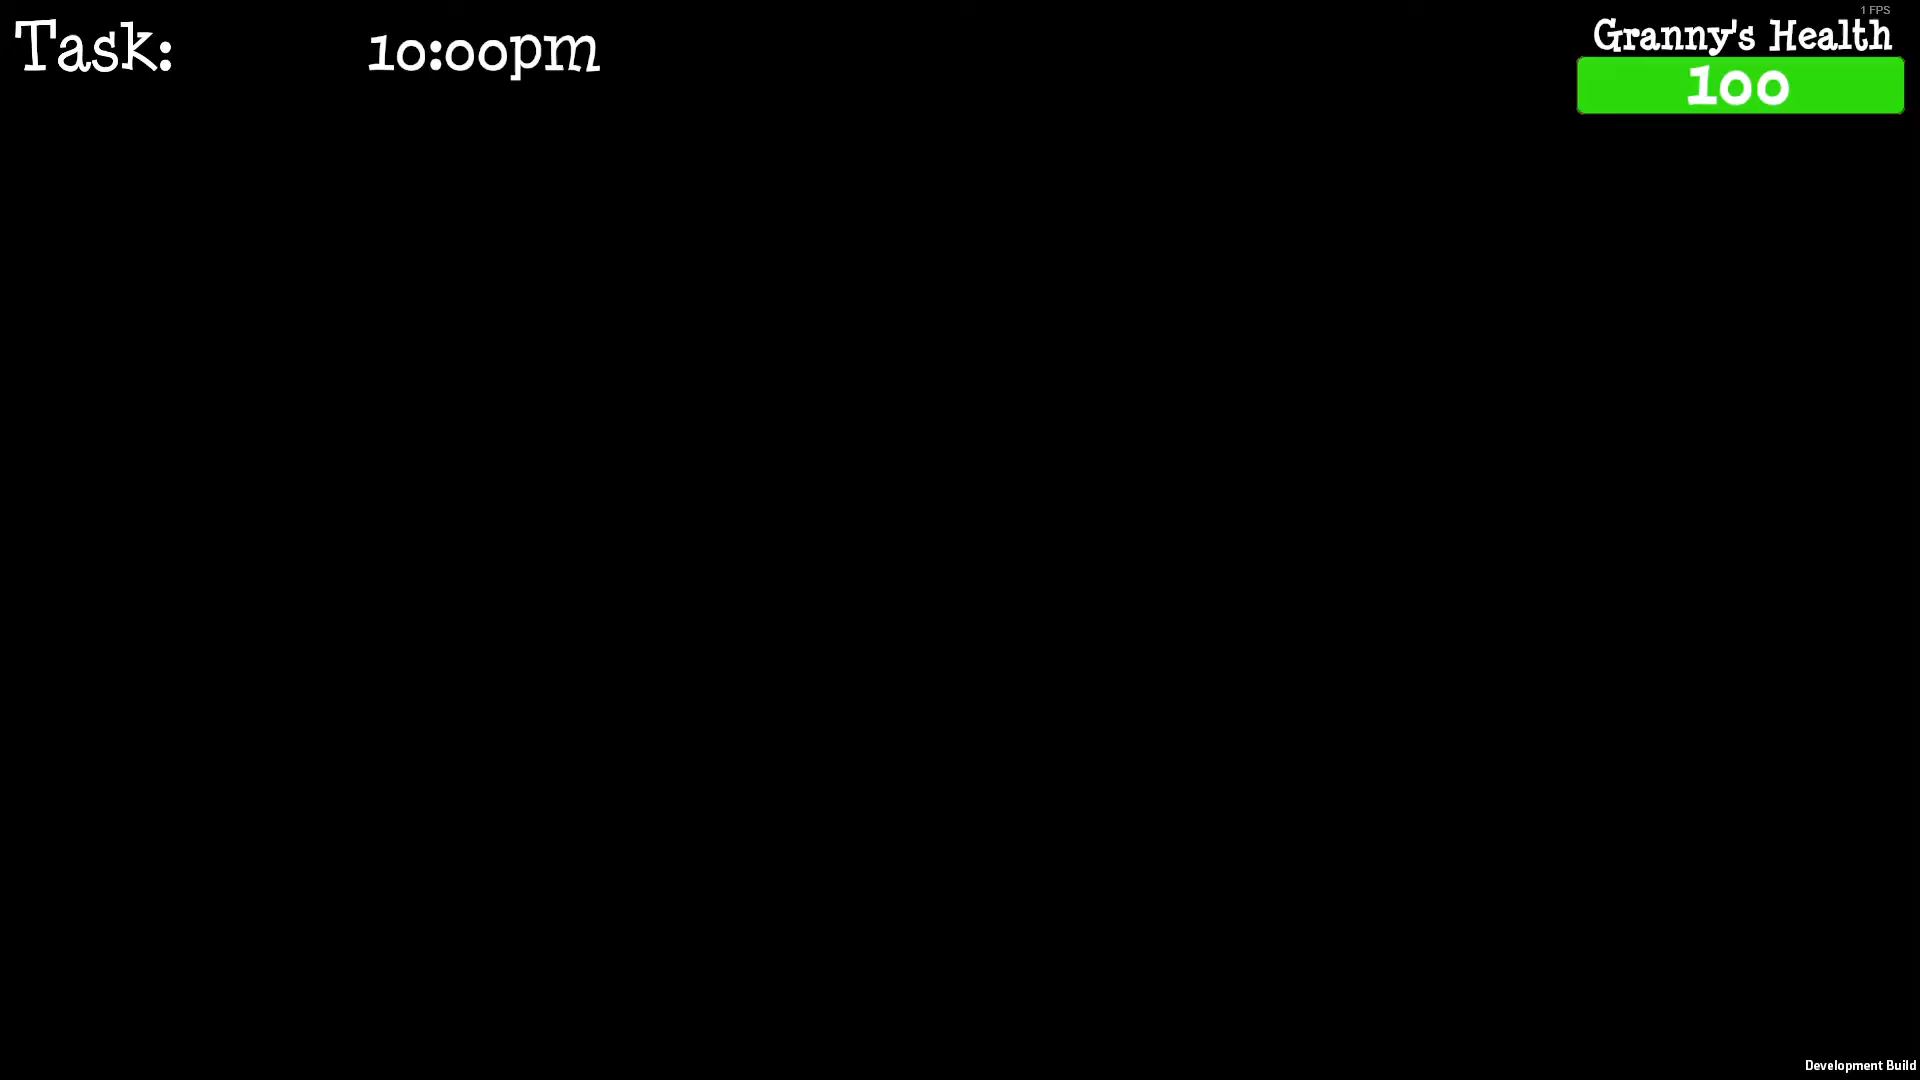 1 FPS
Task: 10:00pm
Granny's Health
100
Development Build